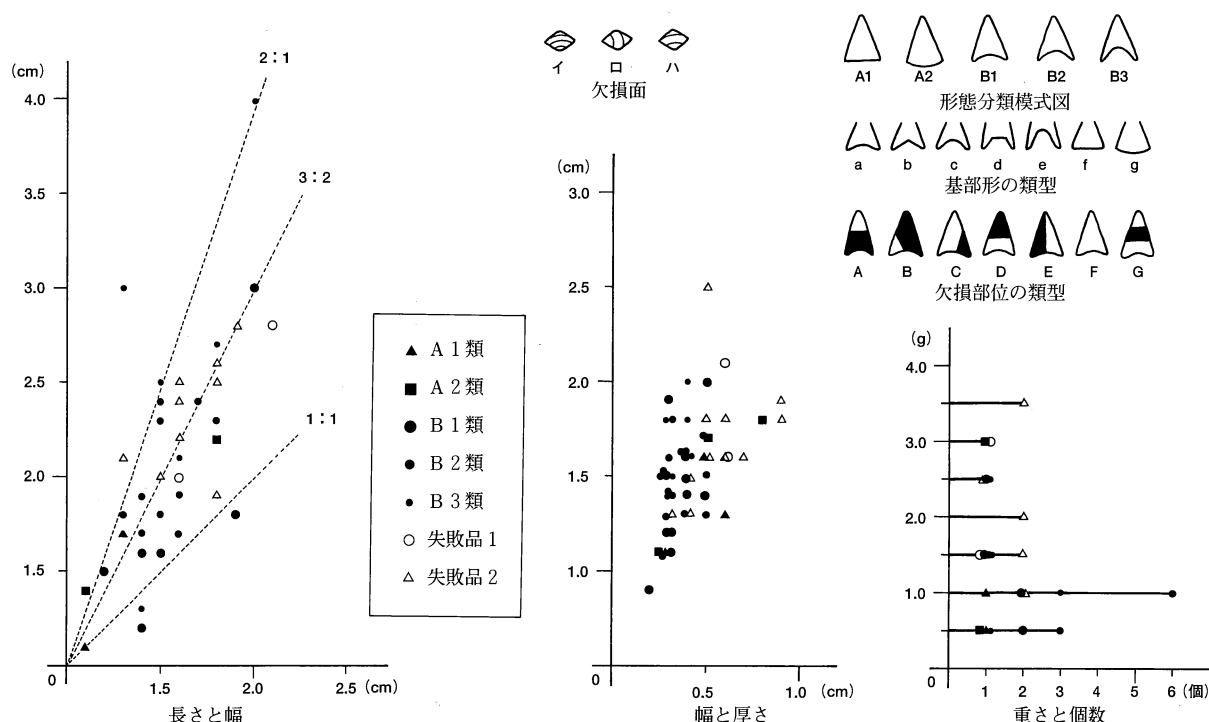 (cm)
4.0
3.5
3.0
2.5
2.0
1.5
0
1.5
2.0
2.5
(cm)
2：1
3：2
1：1
長さと幅
A1類
A2類
B1類
B2類
B3類
失敗品1
失敗品2
イ
ロ
ハ
欠損面
(cm)
3.0
2.5
2.0
1.5
1.0
0
0.5
1.0
(cm)
幅と厚さ
A1
A2
B1
B2
B3
形態分類模式図
a
b
c
d
e
f
g
基部形の類型
A
B
C
D
E
F
G
欠損部位の類型
(g)
3.0
2.0
1.0
0
1
2
3
4
5
6
(個)
重さと個数